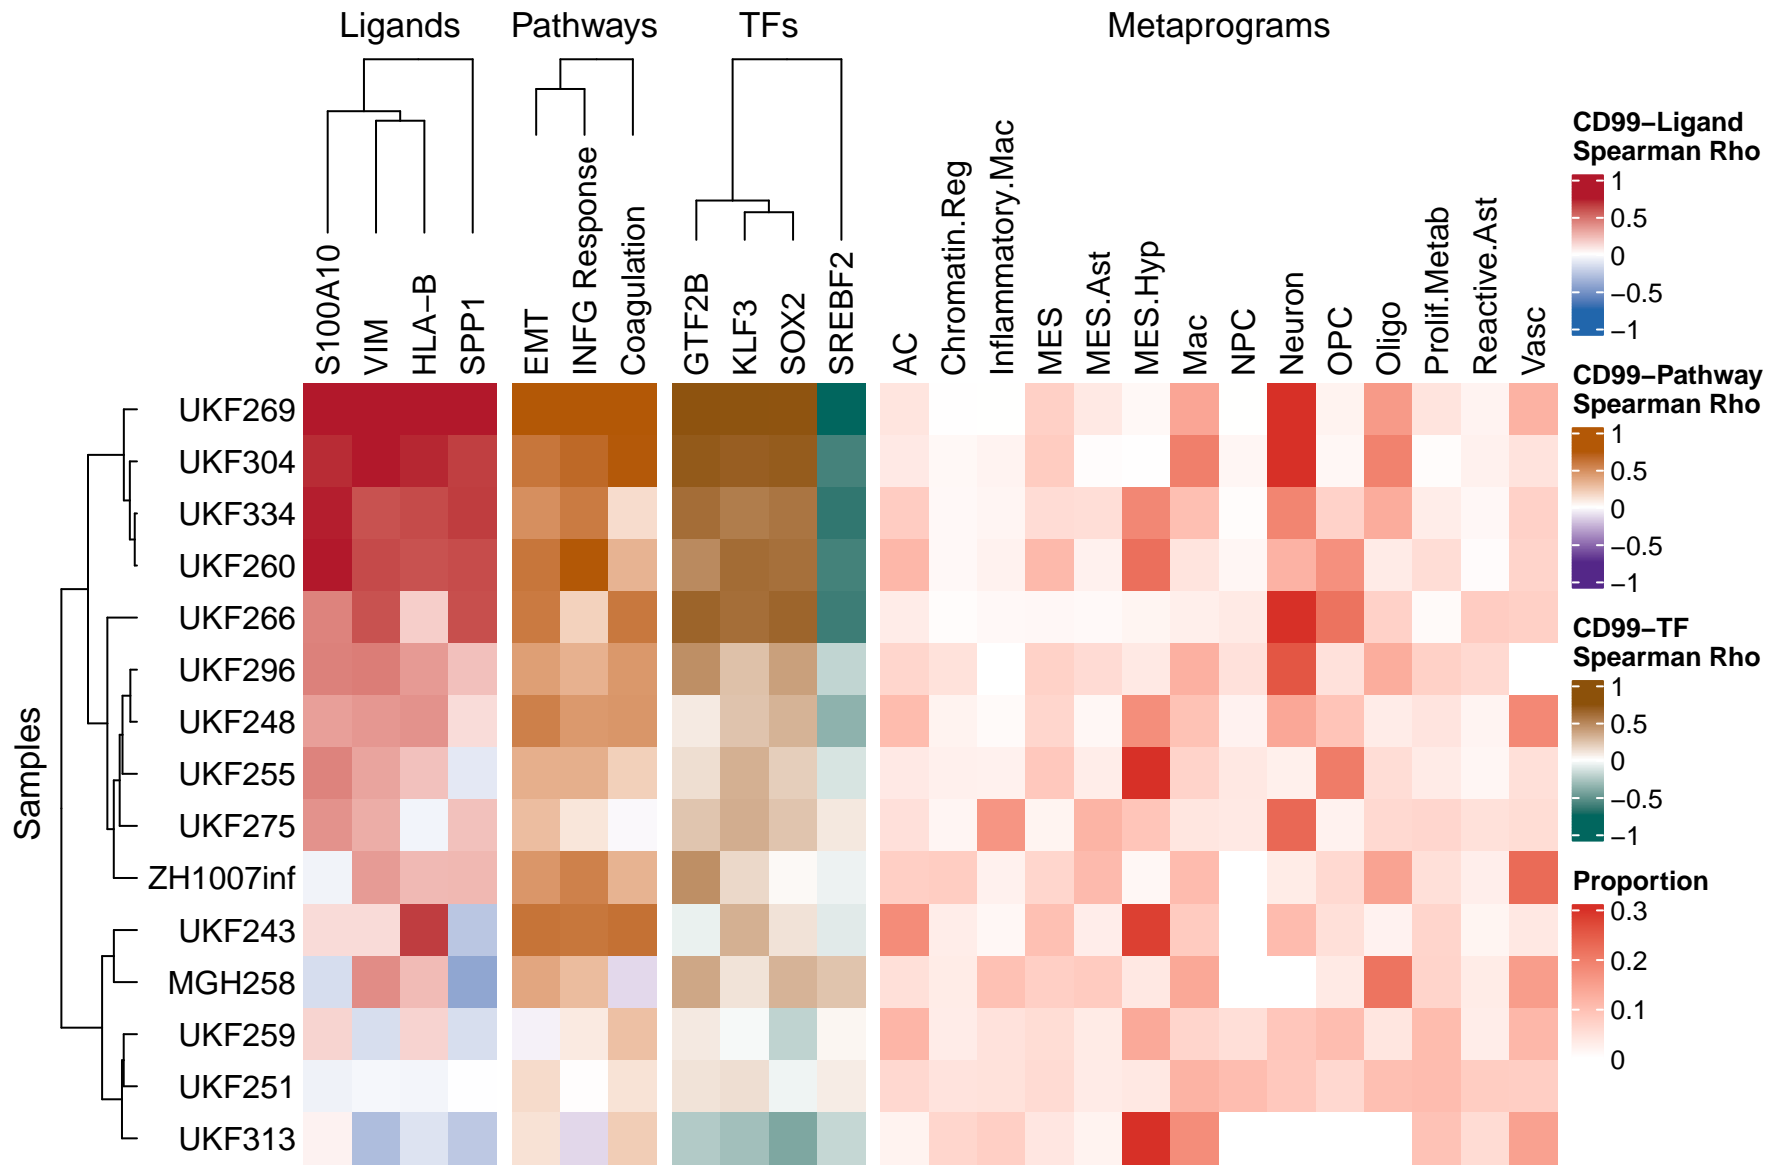 Ligands
Pathways
TFs
Metaprograms
S100A10
VIM
HLA−B
SPP1
EMT
INFG Response
Coagulation
GTF2B
KLF3
SOX2
SREBF2
AC
Chromatin.Reg
Inflammatory.Mac
MES
MES.Ast
MES.Hyp
Mac
NPC
Neuron
OPC
Oligo
Prolif.Metab
Reactive.Ast
Vasc
Samples
UKF269
UKF304
UKF334
UKF260
UKF266
UKF296
UKF248
UKF255
UKF275
ZH1007inf
UKF243
MGH258
UKF259
UKF251
UKF313
CD99−Ligand
Spearman Rho
1
0.5
0
−0.5
−1
CD99−Pathway
Spearman Rho
1
0.5
0
−0.5
−1
CD99−TF
Spearman Rho
1
0.5
0
−0.5
−1
Proportion
0.3
0.2
0.1
0